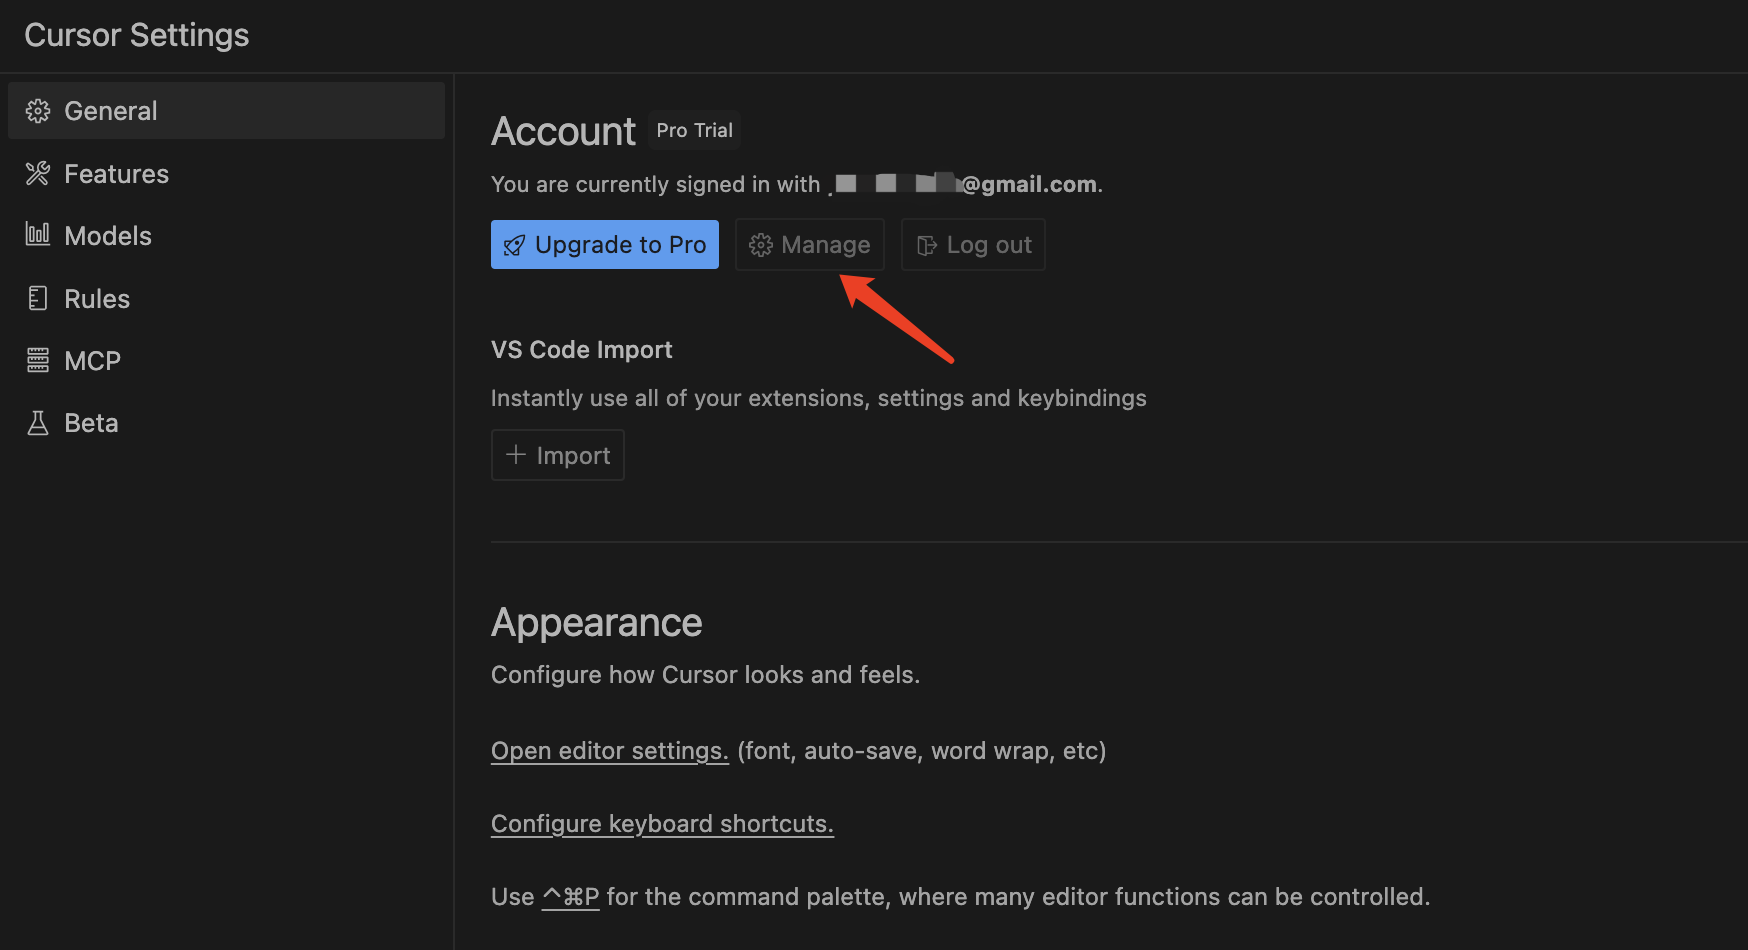 Cursor Settings
General
Features
Models
Rules
MCP
Beta
Account Pro Trial
You are currently signed in with @gmail.com.
Upgrade to Pro Manage Log out
VS Code Import
Instantly use all of your extensions, settings and keybindings
+ Import
Appearance
Configure how Cursor looks and feels.
Open editor settings. (font, auto-save, word wrap, etc)
Configure keyboard shortcuts.
Use ^⌘P for the command palette, where many editor functions can be controlled.